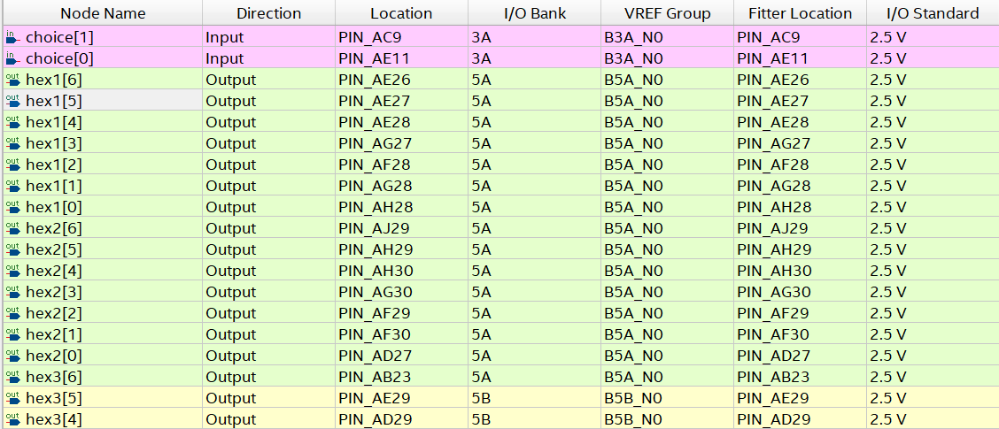 Node Name Direction Location I/O Bank VREF Group Fitter Location I/O Standard
in choice[1] Input PIN_AC9 3A B3A_N0 PIN_AC9 2.5 V
in choice[0] Input PIN_AE11 3A B3A_N0 PIN_AE11 2.5 V
out hex1[6] Output PIN_AE26 5A B5A_N0 PIN_AE26 2.5 V
out hex1[5] Output PIN_AE27 5A B5A_N0 PIN_AE27 2.5 V
out hex1[4] Output PIN_AE28 5A B5A_N0 PIN_AE28 2.5 V
out hex1[3] Output PIN_AG27 5A B5A_N0 PIN_AG27 2.5 V
out hex1[2] Output PIN_AF28 5A B5A_N0 PIN_AF28 2.5 V
out hex1[1] Output PIN_AG28 5A B5A_N0 PIN_AG28 2.5 V
out hex1[0] Output PIN_AH28 5A B5A_N0 PIN_AH28 2.5 V
out hex2[6] Output PIN_AJ29 5A B5A_N0 PIN_AJ29 2.5 V
out hex2[5] Output PIN_AH29 5A B5A_N0 PIN_AH29 2.5 V
out hex2[4] Output PIN_AH30 5A B5A_N0 PIN_AH30 2.5 V
out hex2[3] Output PIN_AG30 5A B5A_N0 PIN_AG30 2.5 V
out hex2[2] Output PIN_AF29 5A B5A_N0 PIN_AF29 2.5 V
out hex2[1] Output PIN_AF30 5A B5A_N0 PIN_AF30 2.5 V
out hex2[0] Output PIN_AD27 5A B5A_N0 PIN_AD27 2.5 V
out hex3[6] Output PIN_AB23 5A B5A_N0 PIN_AB23 2.5 V
out hex3[5] Output PIN_AE29 5B B5B_N0 PIN_AE29 2.5 V
out hex3[4] Output PIN_AD29 5B B5B_N0 PIN_AD29 2.5 V